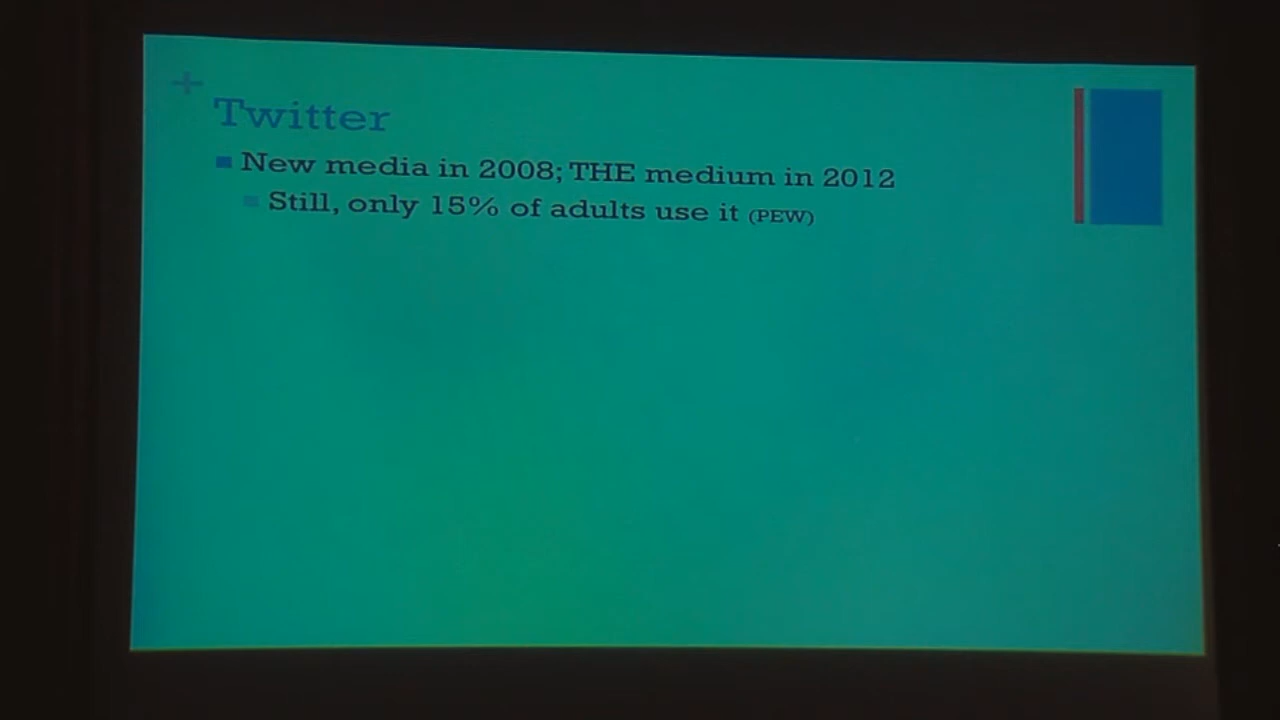 +
Twitter
New media in 2008; THE medium in 2012
Still, only 15% of adults use it (PEW)